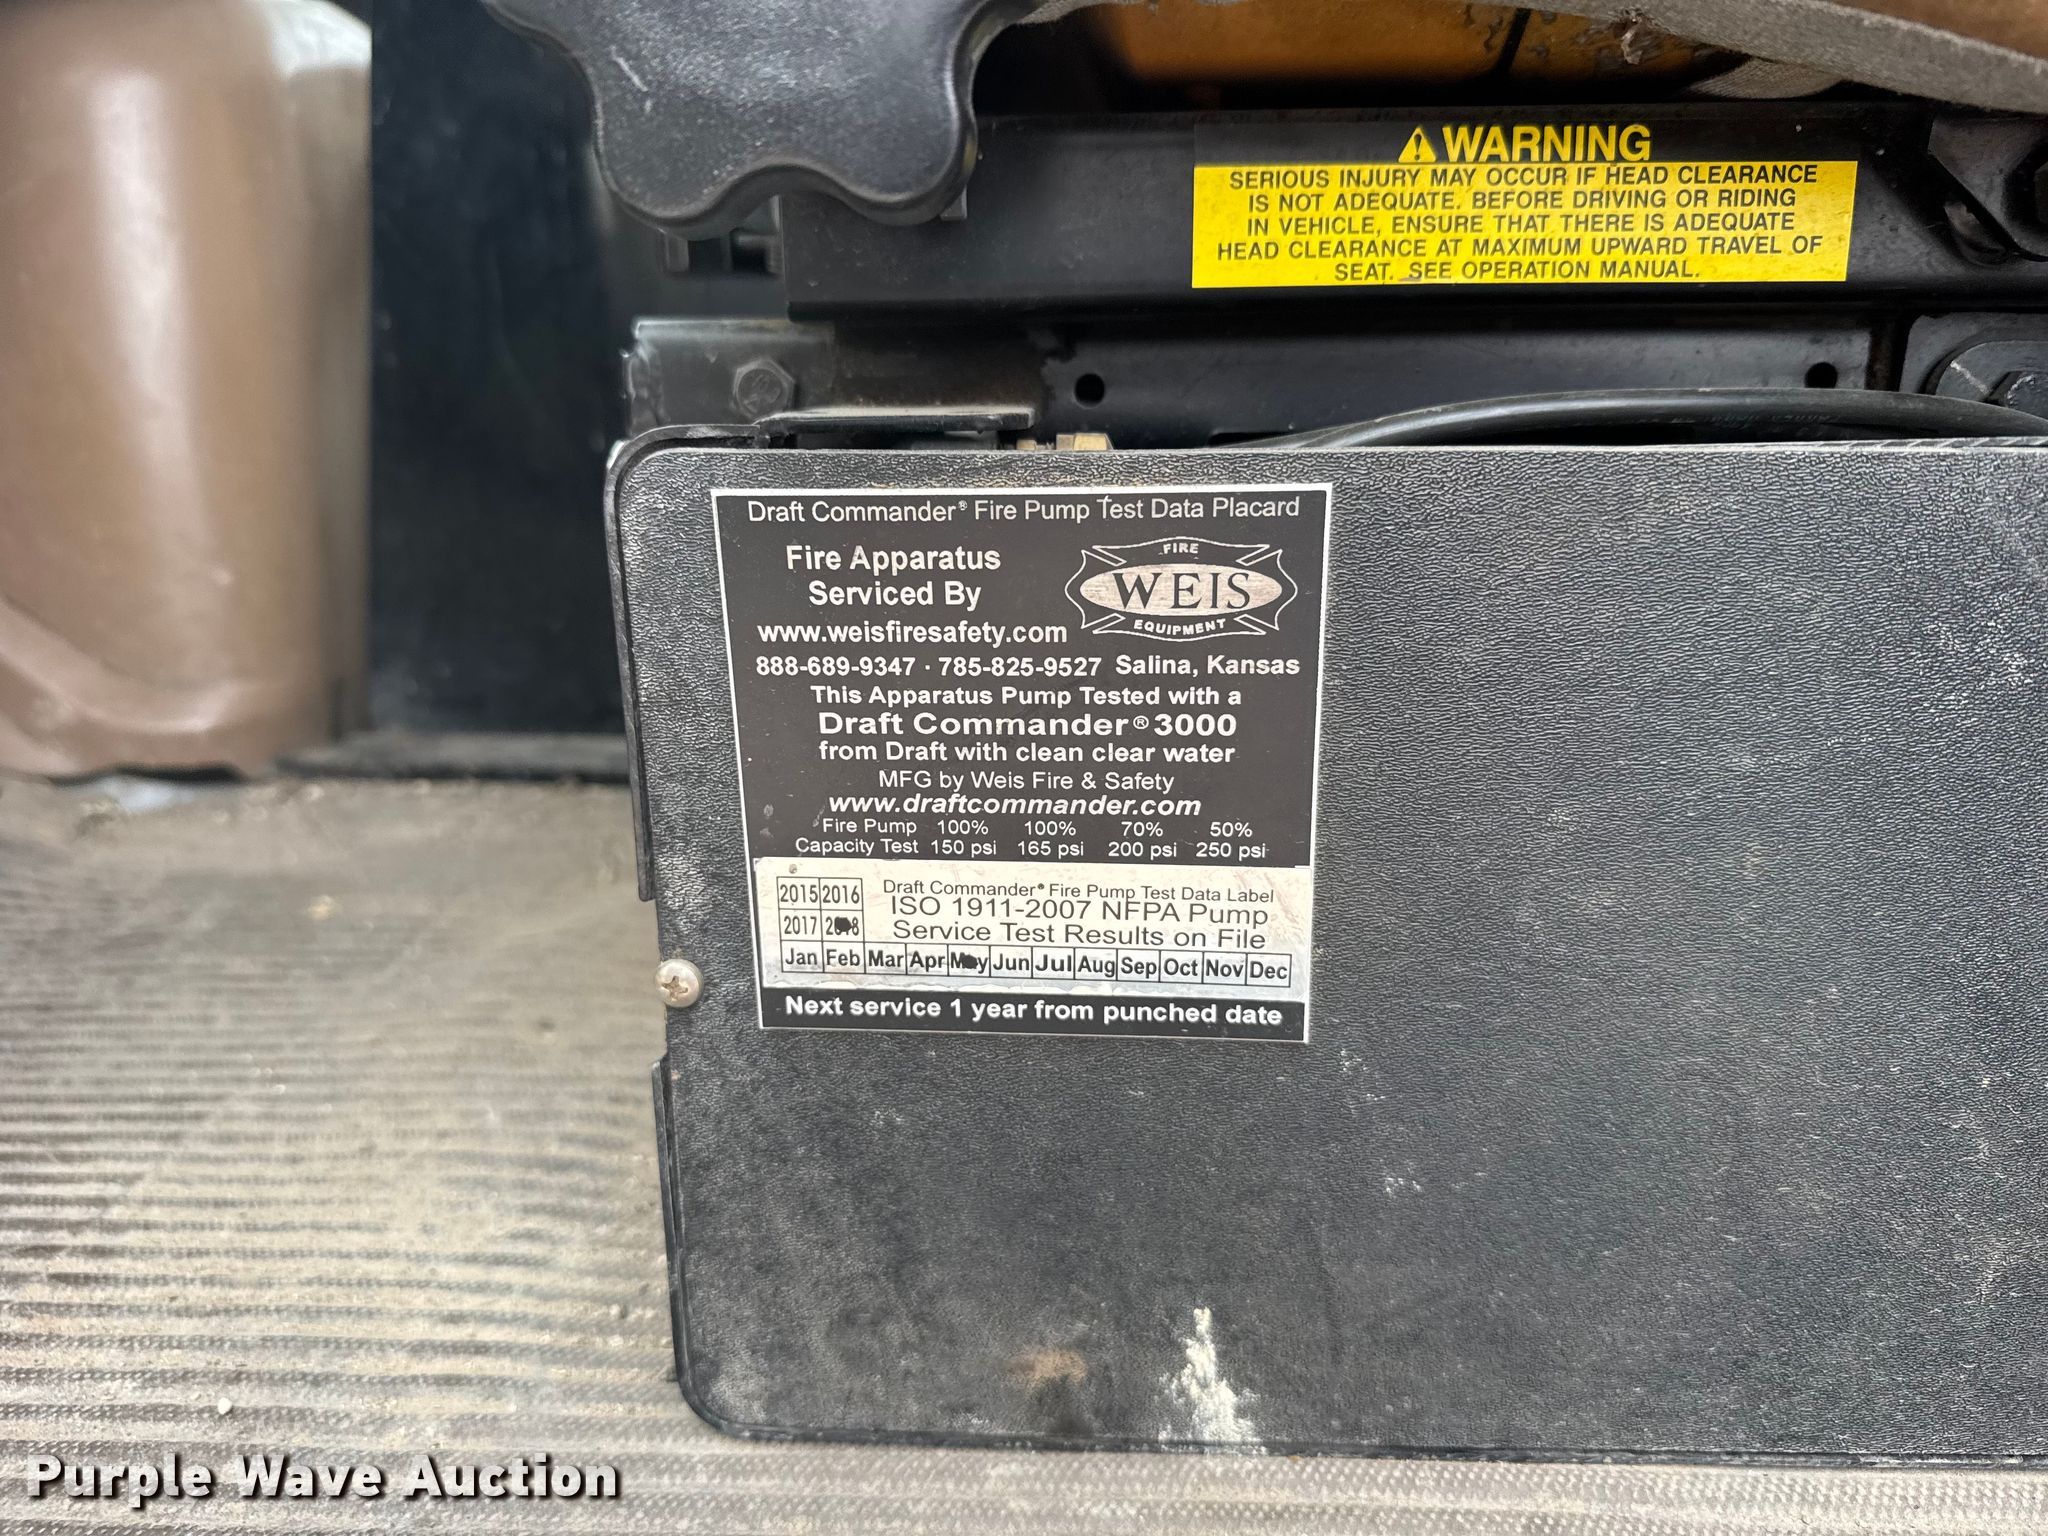 WARNING
SERIOUS INJURY MAY OCCUR IF HEAD CLEARANCE
IS NOT ADEQUATE. BEFORE DRIVING OR RIDING
IN VEHICLE, ENSURE THAT THERE IS ADEQUATE
HEAD CLEARANCE AT MAXIMUM UPWARD TRAVEL OF
SEAT. SEE OPERATION MANUAL.
Draft Commander® Fire Pump Test Data Placard
Fire Apparatus
Serviced By
www.weisfiresafety.com
FIRE
WEIS
EQUIPMENT
888-689-9347 · 785-825-9527 Salina, Kansas
This Apparatus Pump Tested with a
Draft Commander® 3000
from Draft with clean clear water
MFG by Weis Fire & Safety
www.draftcommander.com
Fire Pump 100% 100% 70% 50%
Capacity Test 150 psi 165 psi 200 psi 250 psi
2015 2016
2017 2018
Draft Commander® Fire Pump Test Data Label
ISO 1911-2007 NFPA Pump
Service Test Results on File
Jan Feb Mar Apr May Jun Jul Aug Sep Oct Nov Dec
Next service 1 year from punched date
Purple Wave Auction